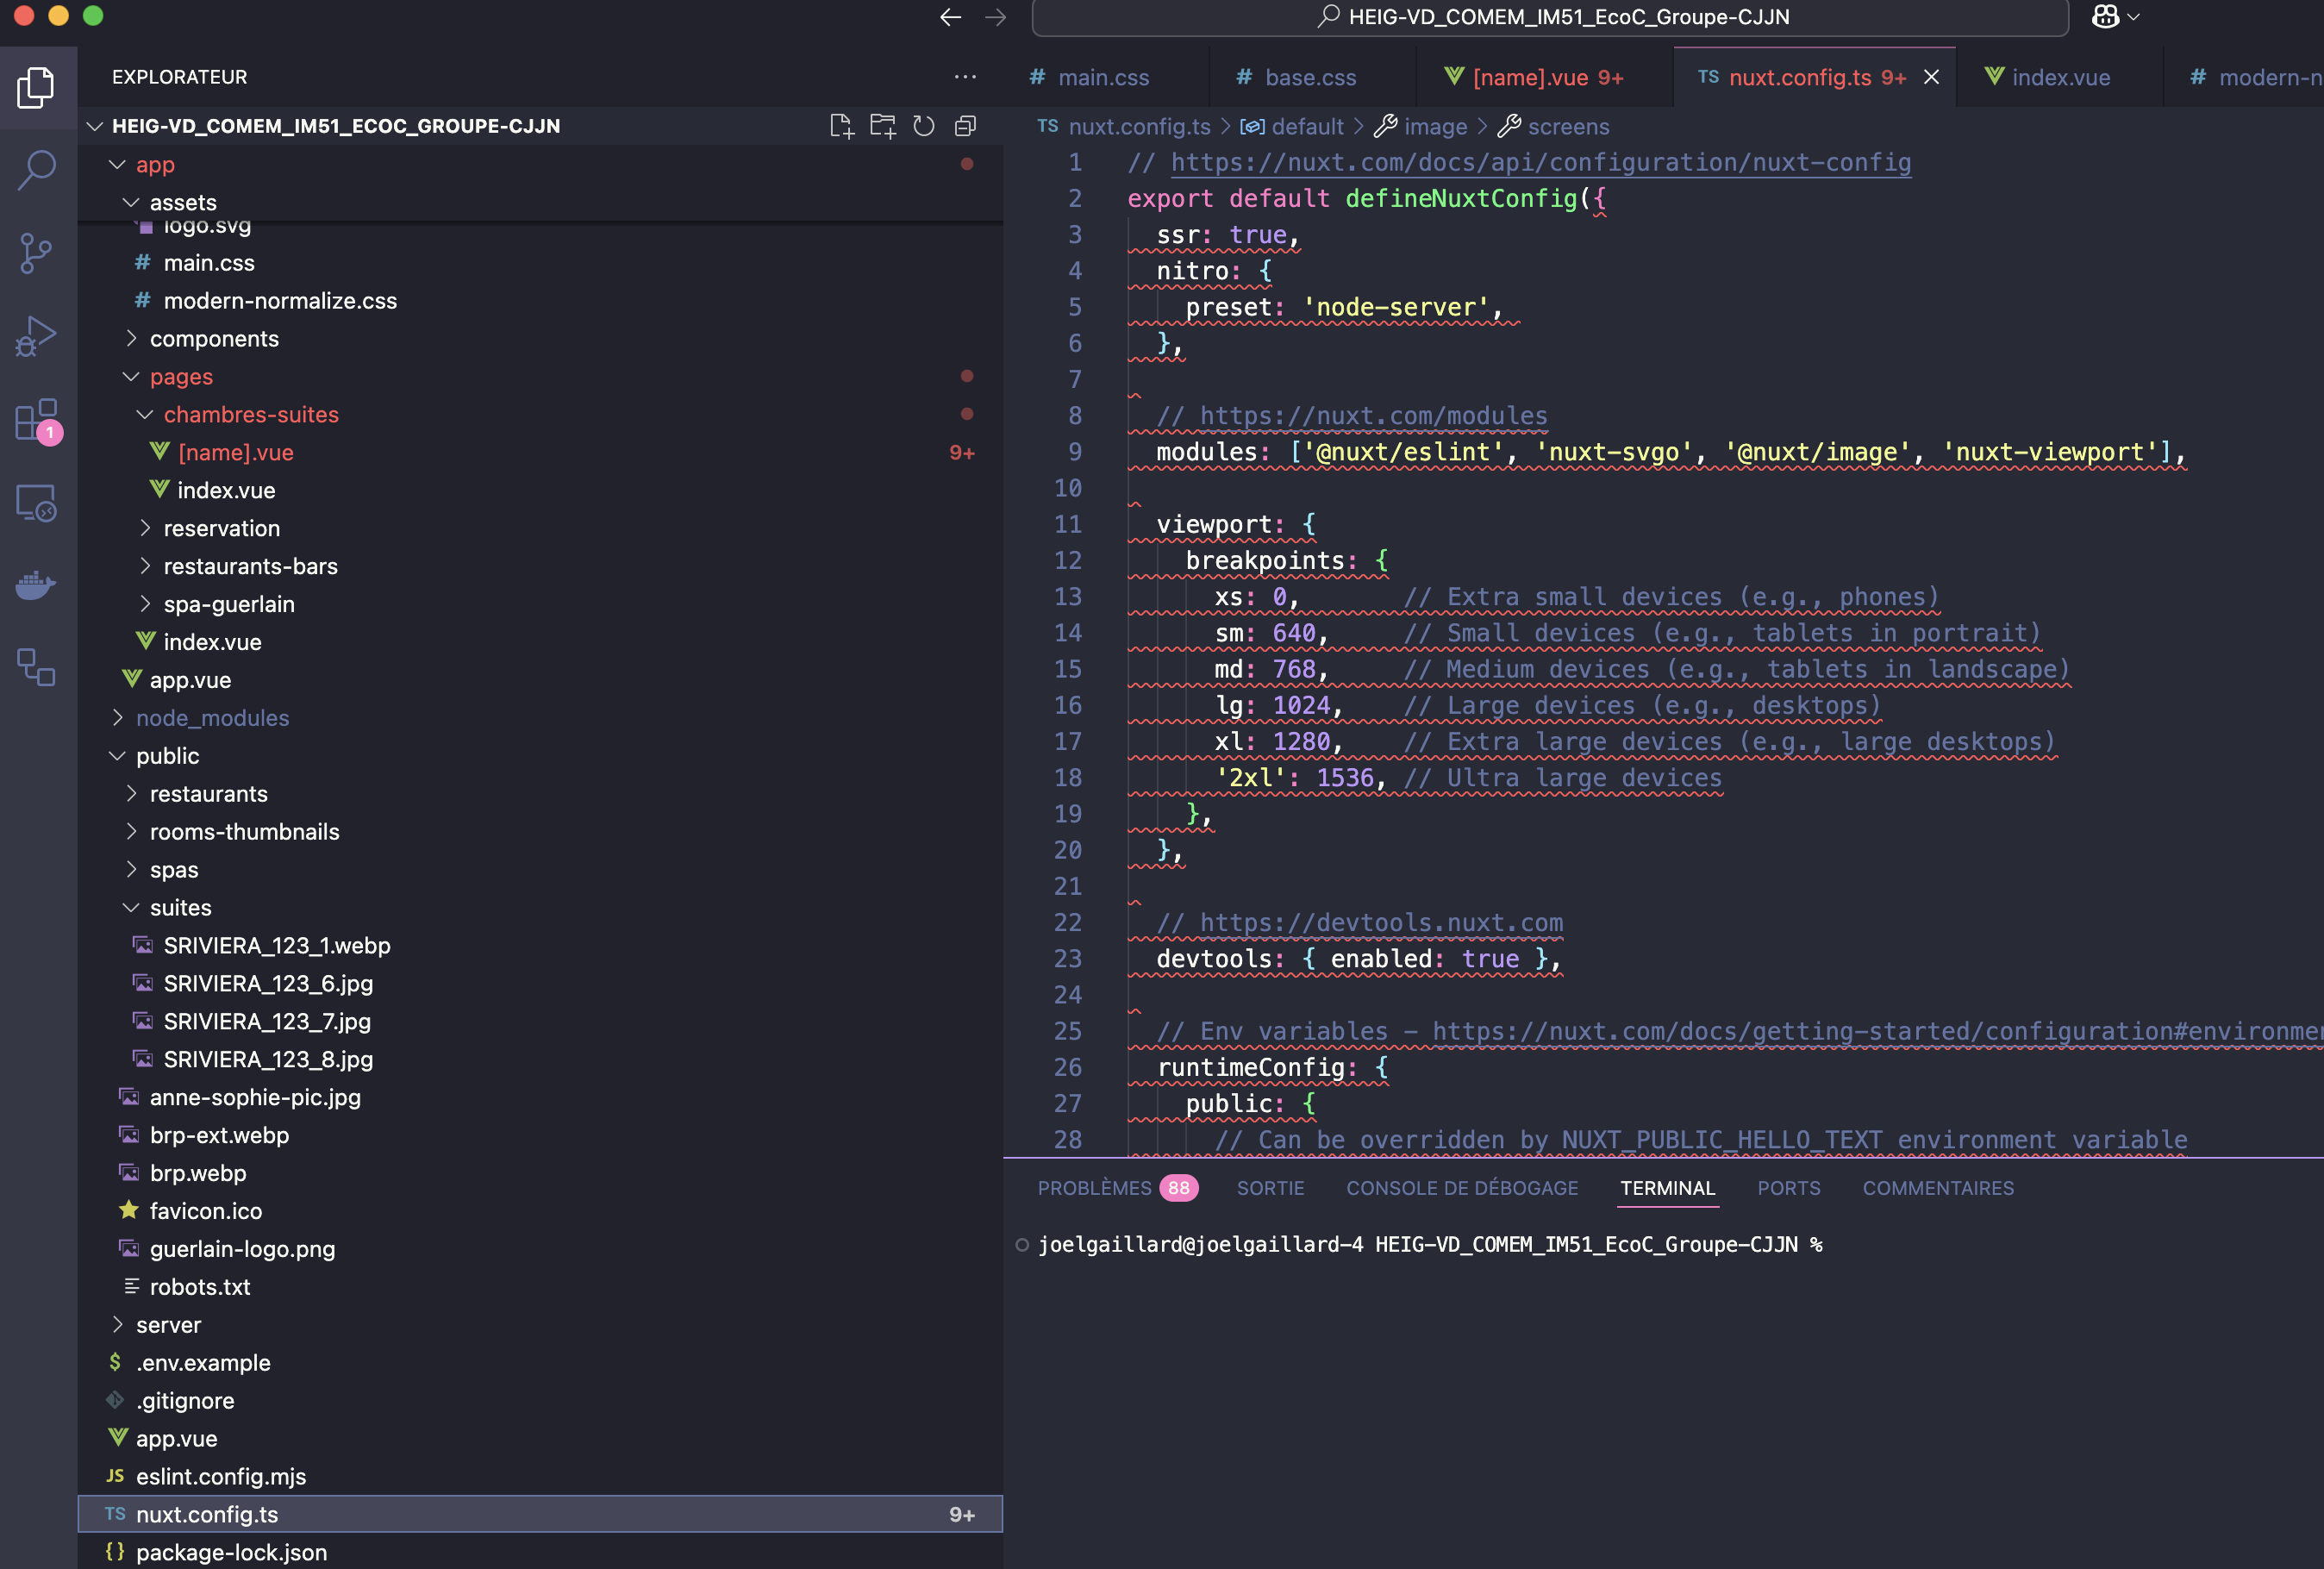 HEIG-VD_COMEM_IM51_EcoC_Groupe-CJJN
EXPLORATEUR
HEIG-VD_COMEM_IM51_ECOC_GROUPE-CJJN
app
assets
logo.svg
# main.css
# modern-normalize.css
components
pages
chambres-suites
[name].vue 9+
index.vue
reservation
restaurants-bars
spa-guerlain
index.vue
app.vue
node_modules
public
restaurants
rooms-thumbnails
spas
suites
SRIVIERA_123_1.webp
SRIVIERA_123_6.jpg
SRIVIERA_123_7.jpg
SRIVIERA_123_8.jpg
anne-sophie-pic.jpg
brp-ext.webp
brp.webp
favicon.ico
guerlain-logo.png
robots.txt
server
$ .env.example
.gitignore
app.vue
JS eslint.config.mjs
TS nuxt.config.ts 9+
{} package-lock.json
1
# main.css # base.css [name].vue 9+ TS nuxt.config.ts 9+ index.vue # modern-n
TS nuxt.config.ts > default > image > screens
1 // https://nuxt.com/docs/api/configuration/nuxt-config
2 export default defineNuxtConfig({
3 ssr: true,
4 nitro: {
5 preset: 'node-server',
6 },
7
8 // https://nuxt.com/modules
9 modules: ['@nuxt/eslint', 'nuxt-svgo', '@nuxt/image', 'nuxt-viewport'],
10
11 viewport: {
12 breakpoints: {
13 xs: 0, // Extra small devices (e.g., phones)
14 sm: 640, // Small devices (e.g., tablets in portrait)
15 md: 768, // Medium devices (e.g., tablets in landscape)
16 lg: 1024, // Large devices (e.g., desktops)
17 xl: 1280, // Extra large devices (e.g., large desktops)
18 '2xl': 1536, // Ultra large devices
19 },
20 },
21
22 // https://devtools.nuxt.com
23 devtools: { enabled: true },
24
25 // Env variables - https://nuxt.com/docs/getting-started/configuration#environmen
26 runtimeConfig: {
27 public: {
28 // Can be overridden by NUXT_PUBLIC_HELLO_TEXT environment variable
PROBLÈMES 88 SORTIE CONSOLE DE DÉBOGAGE TERMINAL PORTS COMMENTAIRES
joelgaillard@joelgaillard-4 HEIG-VD_COMEM_IM51_EcoC_Groupe-CJJN %